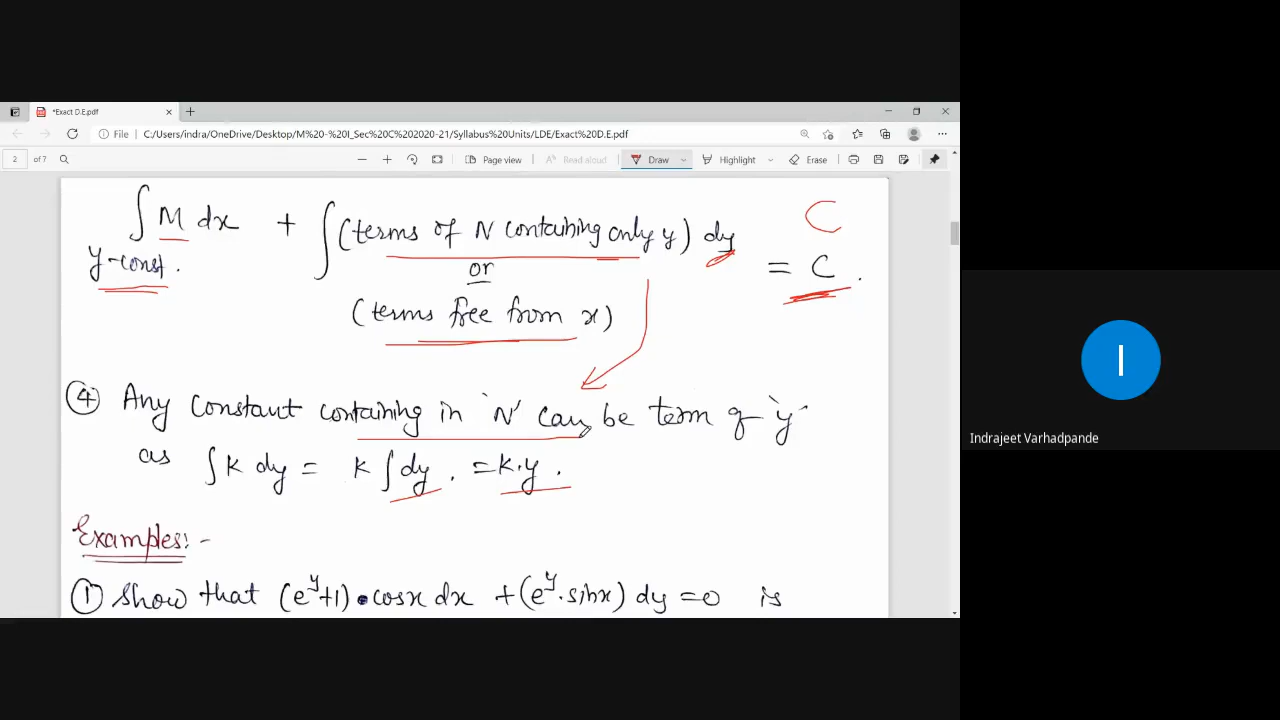 *Exact D.E.pdf
File C:/Users/indra/OneDrive/Desktop/M%20-%20I_Sec%20C%202020-21/Syllabus%20Units/LDE/Exact%20D.E.pdf
2 of 7 Page view Read aloud Draw Highlight Erase
∫ M dx + ∫ (terms of N containing only y) dy = C .
C
y-const.
or
(terms free from x)
④ Any constant containing in 'N' can be term of 'y'
as ∫ K dy = K ∫ dy . = K.y .
Examples:-
① Show that (e^y+1) • cosx dx + (e^y . sinx) dy = 0 is
I
Indrajeet Varhadpande